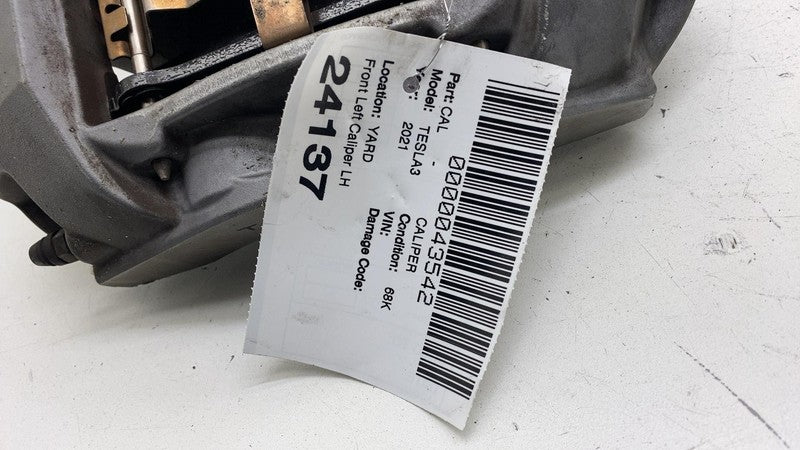 0000043542
Part: CAL - CALIPER
Model: TESLA3 Condition: 68K
Year: 2021 VIN:
Damage Code:
Location: YARD
Front Left Caliper LH
24137